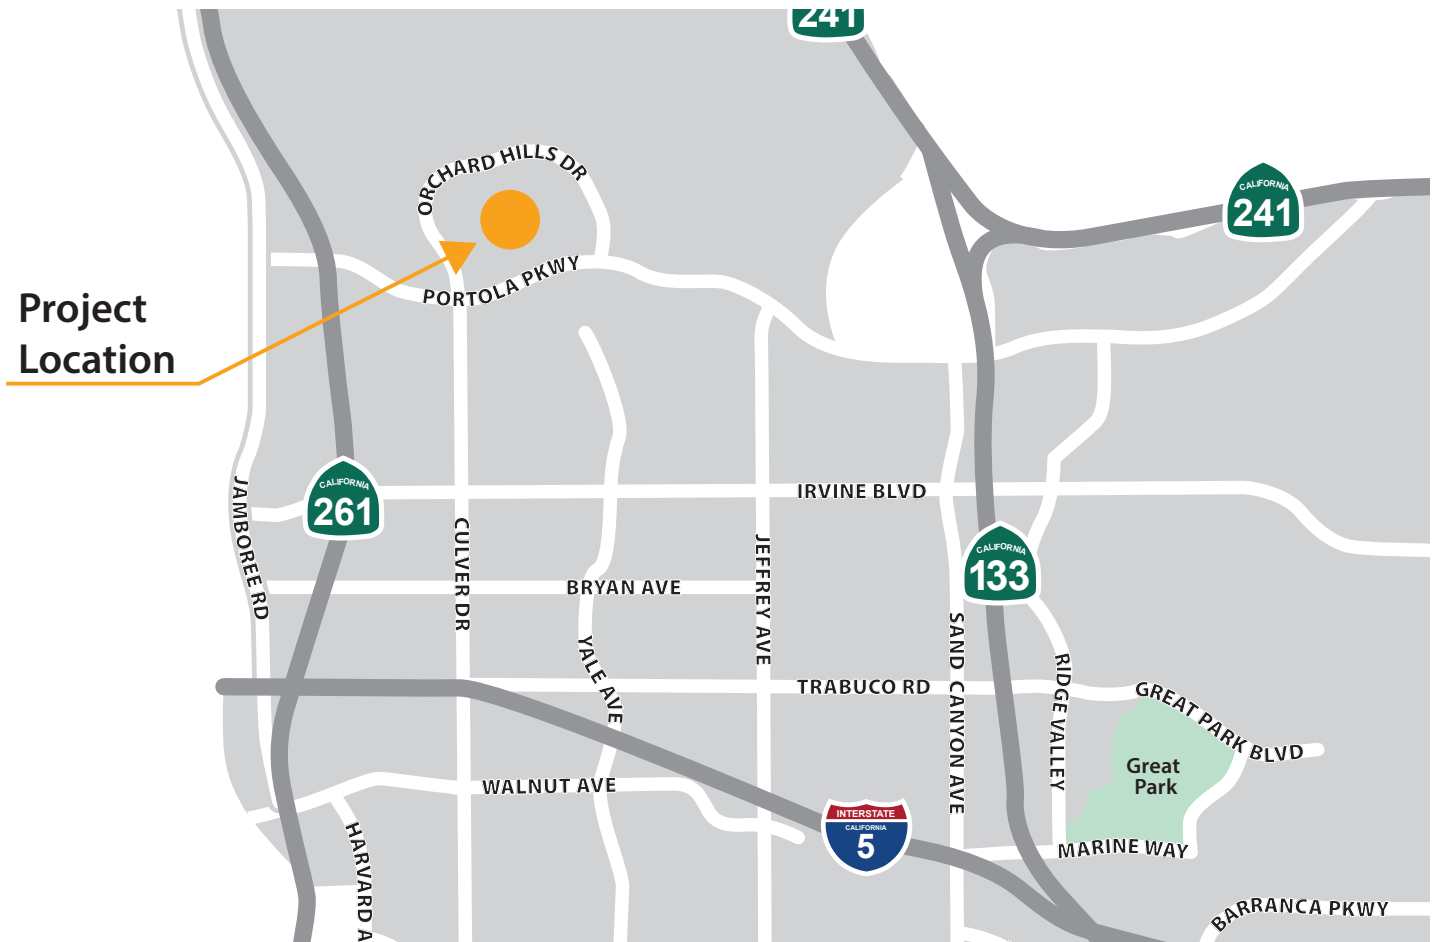 241
ORCHARD HILLS DR
CALIFORNIA
241
PORTOLA PKWY
Project
Location
CALIFORNIA
261
JAMBOREE RD
CULVER DR
IRVINE BLVD
JEFFREY AVE
CALIFORNIA
133
BRYAN AVE
YALE AVE
SAND CANYON AVE
RIDGE VALLEY
TRABUCO RD
GREAT PARK BLVD
Great
Park
WALNUT AVE
INTERSTATE
CALIFORNIA
5
HARVARD A
MARINE WAY
BARRANCA PKWY